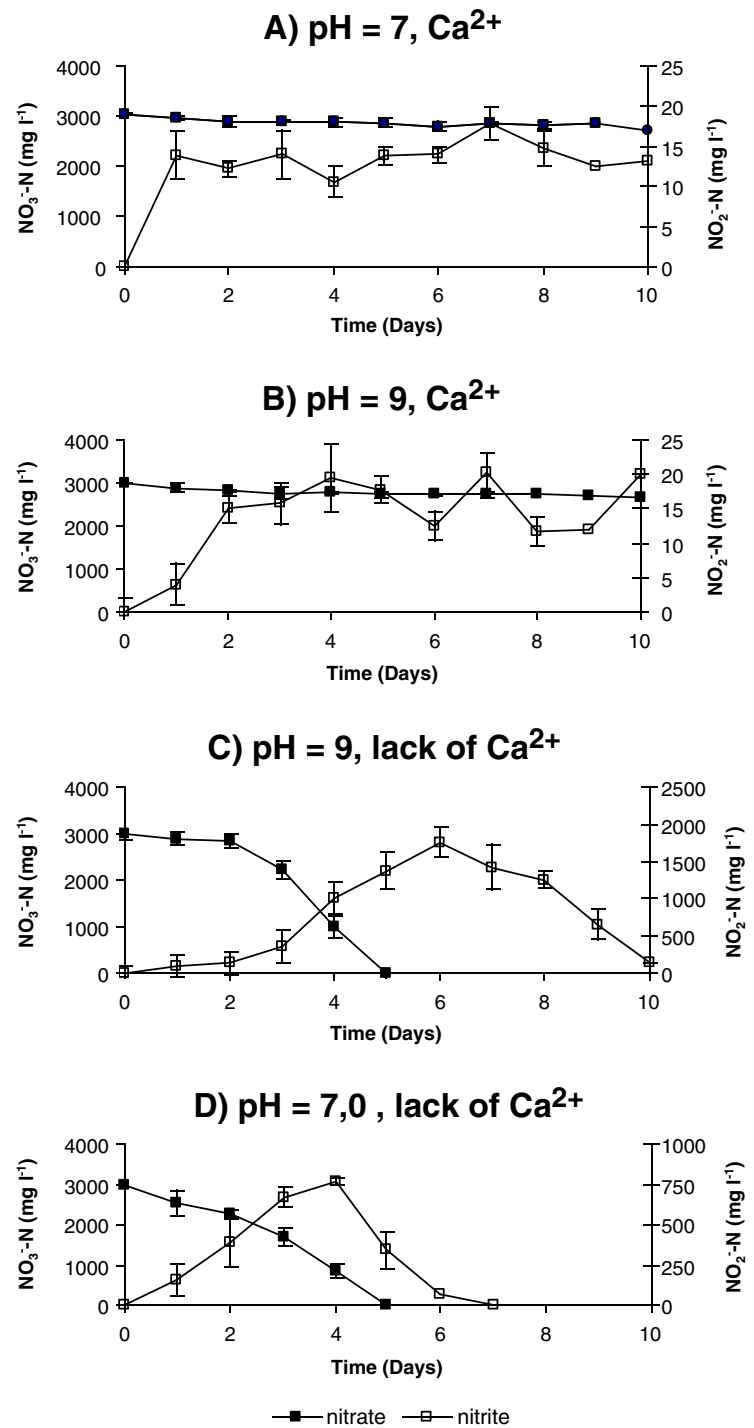 A) pH = 7, Ca²⁺
4000
3000
2000
1000
0
NO₃⁻-N (mg l⁻¹)
25
20
15
10
5
0
NO₂⁻-N (mg l⁻¹)
0 2 4 6 8 10
Time (Days)
B) pH = 9, Ca²⁺
4000
3000
2000
1000
0
NO₃⁻-N (mg l⁻¹)
25
20
15
10
5
0
NO₂⁻-N (mg l⁻¹)
0 2 4 6 8 10
Time (Days)
C) pH = 9, lack of Ca²⁺
4000
3000
2000
1000
0
NO₃⁻-N (mg l⁻¹)
2500
2000
1500
1000
500
0
NO₂⁻-N (mg l⁻¹)
0 2 4 6 8 10
Time (Days)
D) pH = 7,0 , lack of Ca²⁺
4000
3000
2000
1000
0
NO₃⁻-N (mg l⁻¹)
1000
750
500
250
0
NO₂⁻-N (mg l⁻¹)
0 2 4 6 8 10
Time (Days)
nitrate nitrite